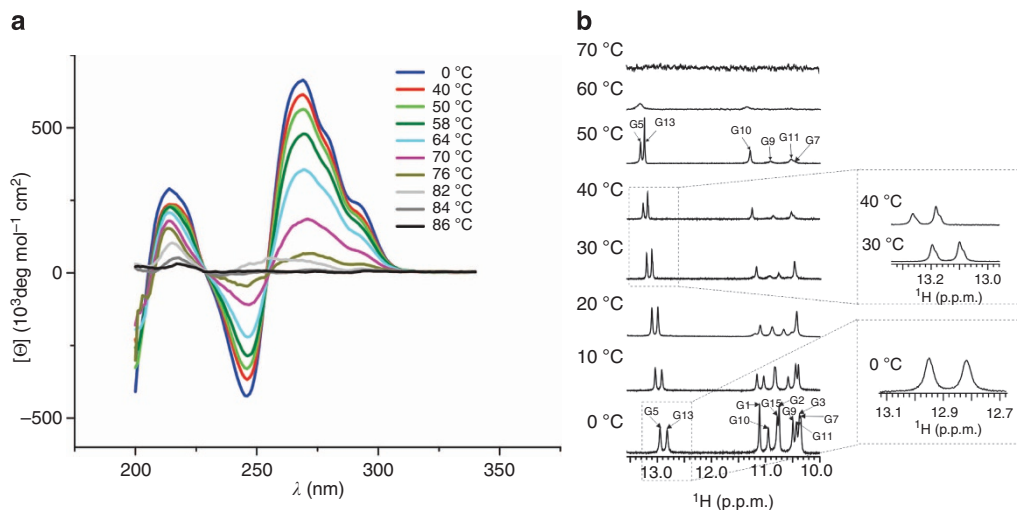 a
500
0
−500
[Θ] (10³deg mol⁻¹ cm²)
200
250
300
350
λ (nm)
0 °C
40 °C
50 °C
58 °C
64 °C
70 °C
76 °C
82 °C
84 °C
86 °C
b
70 °C
60 °C
50 °C
G5
G13
G10
G9
G11
G7
40 °C
30 °C
20 °C
10 °C
0 °C
G5
G13
G1
G10
G15
G2
G9
G3
G7
G11
13.0
12.0
11.0
10.0
¹H (p.p.m.)
40 °C
30 °C
13.2
13.0
¹H (p.p.m.)
0 °C
13.1
12.9
12.7
¹H (p.p.m.)